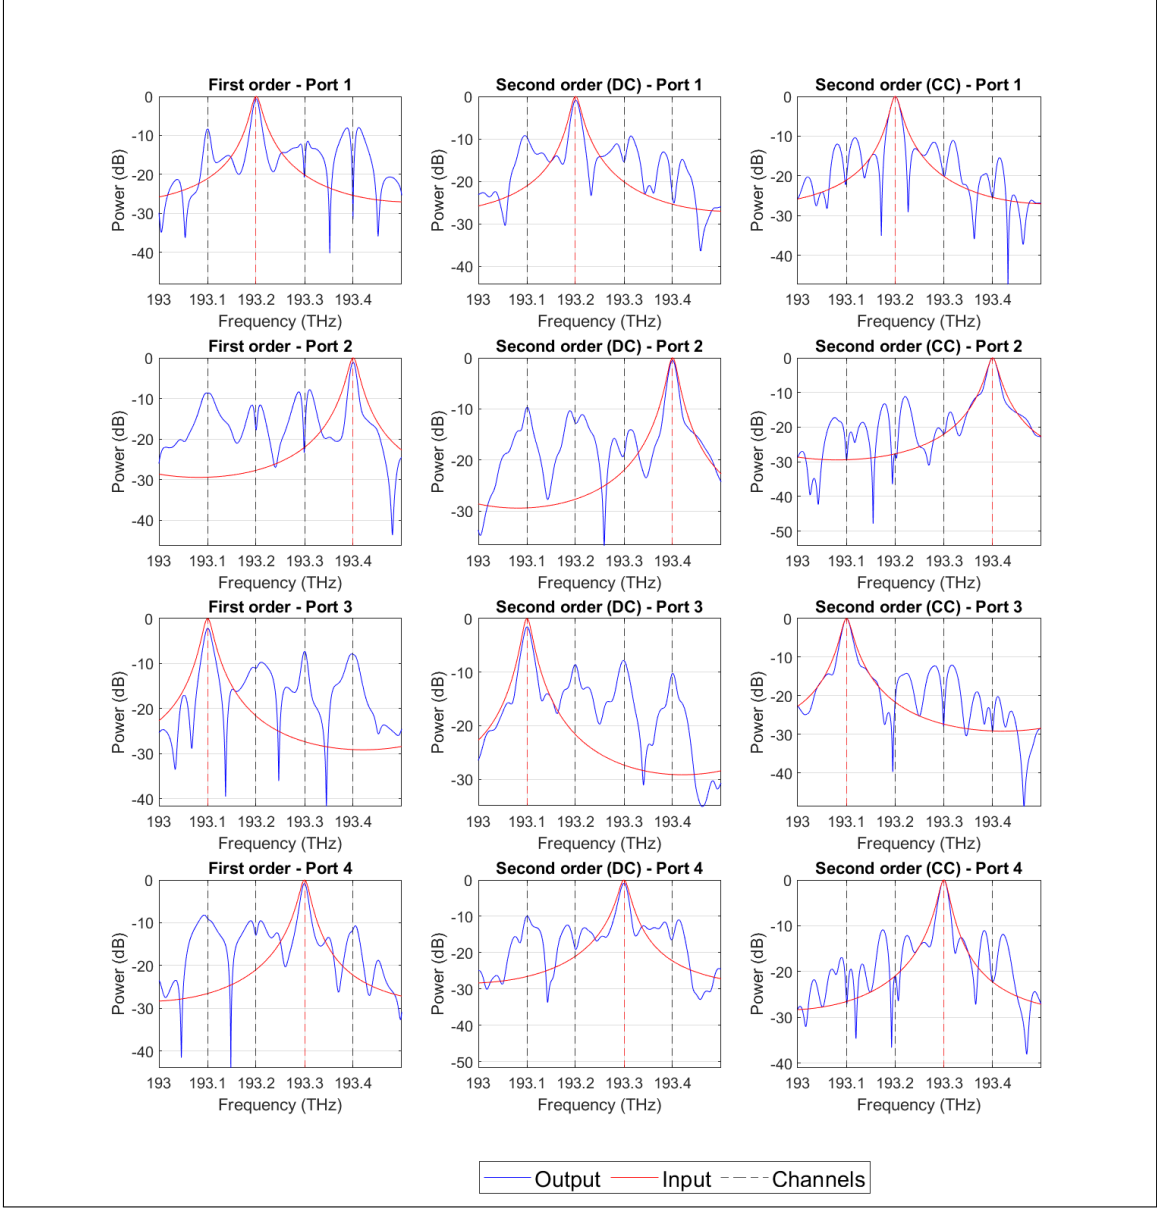 First order - Port 1
Second order (DC) - Port 1
Second order (CC) - Port 1
0
-10
-20
-30
-40
Power (dB)
193 193.1 193.2 193.3 193.4
Frequency (THz)
0
-10
-20
-30
-40
Power (dB)
193 193.1 193.2 193.3 193.4
Frequency (THz)
0
-10
-20
-30
-40
Power (dB)
193 193.1 193.2 193.3 193.4
Frequency (THz)
First order - Port 2
Second order (DC) - Port 2
Second order (CC) - Port 2
0
-10
-20
-30
-40
Power (dB)
193 193.1 193.2 193.3 193.4
Frequency (THz)
0
-10
-20
-30
Power (dB)
193 193.1 193.2 193.3 193.4
Frequency (THz)
0
-10
-20
-30
-40
-50
Power (dB)
193 193.1 193.2 193.3 193.4
Frequency (THz)
First order - Port 3
Second order (DC) - Port 3
Second order (CC) - Port 3
0
-10
-20
-30
-40
Power (dB)
193 193.1 193.2 193.3 193.4
Frequency (THz)
0
-10
-20
-30
Power (dB)
193 193.1 193.2 193.3 193.4
Frequency (THz)
0
-10
-20
-30
-40
Power (dB)
193 193.1 193.2 193.3 193.4
Frequency (THz)
First order - Port 4
Second order (DC) - Port 4
Second order (CC) - Port 4
0
-10
-20
-30
-40
Power (dB)
193 193.1 193.2 193.3 193.4
Frequency (THz)
0
-10
-20
-30
-40
-50
Power (dB)
193 193.1 193.2 193.3 193.4
Frequency (THz)
0
-10
-20
-30
-40
Power (dB)
193 193.1 193.2 193.3 193.4
Frequency (THz)
Output Input Channels